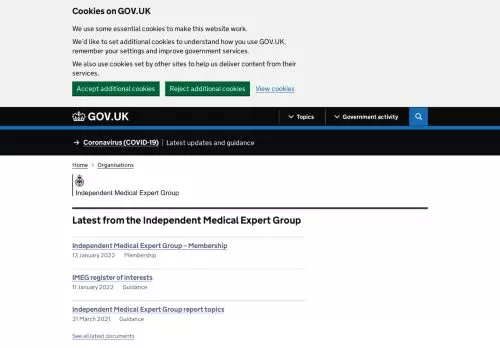 Cookies on GOV.UK
We use some essential cookies to make this website work.
We'd like to set additional cookies to understand how you use GOV.UK,
remember your settings and improve government services.
We also use cookies set by other sites to help us deliver content from their
services.
Accept additional cookies Reject additional cookies View cookies
GOV.UK Topics Government activity
→ Coronavirus (COVID-19) Latest updates and guidance
Home > Organisations
Independent Medical Expert Group
Latest from the Independent Medical Expert Group
Independent Medical Expert Group – Membership
13 January 2022 Membership
IMEG register of interests
11 January 2022 Guidance
Independent Medical Expert Group report topics
31 March 2021 Guidance
See all latest documents